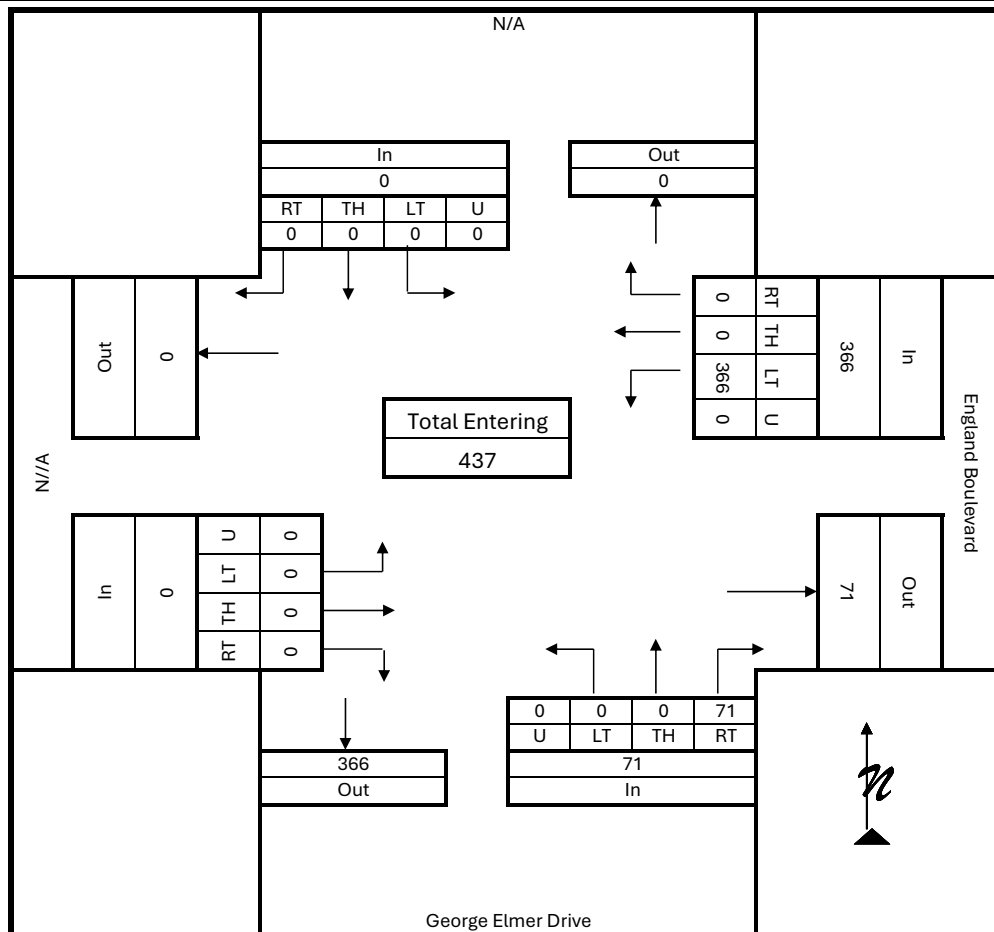 N/A
In
0
RT TH LT U
0 0 0 0
Out
0
Out
0
0 RT
0 TH
366 LT
0 U
366
In
England Boulevard
Total Entering
437
N//A
In
0
U 0
LT 0
TH 0
RT 0
71
Out
0 0 0 71
U LT TH RT
71
In
366
Out
N
George Elmer Drive